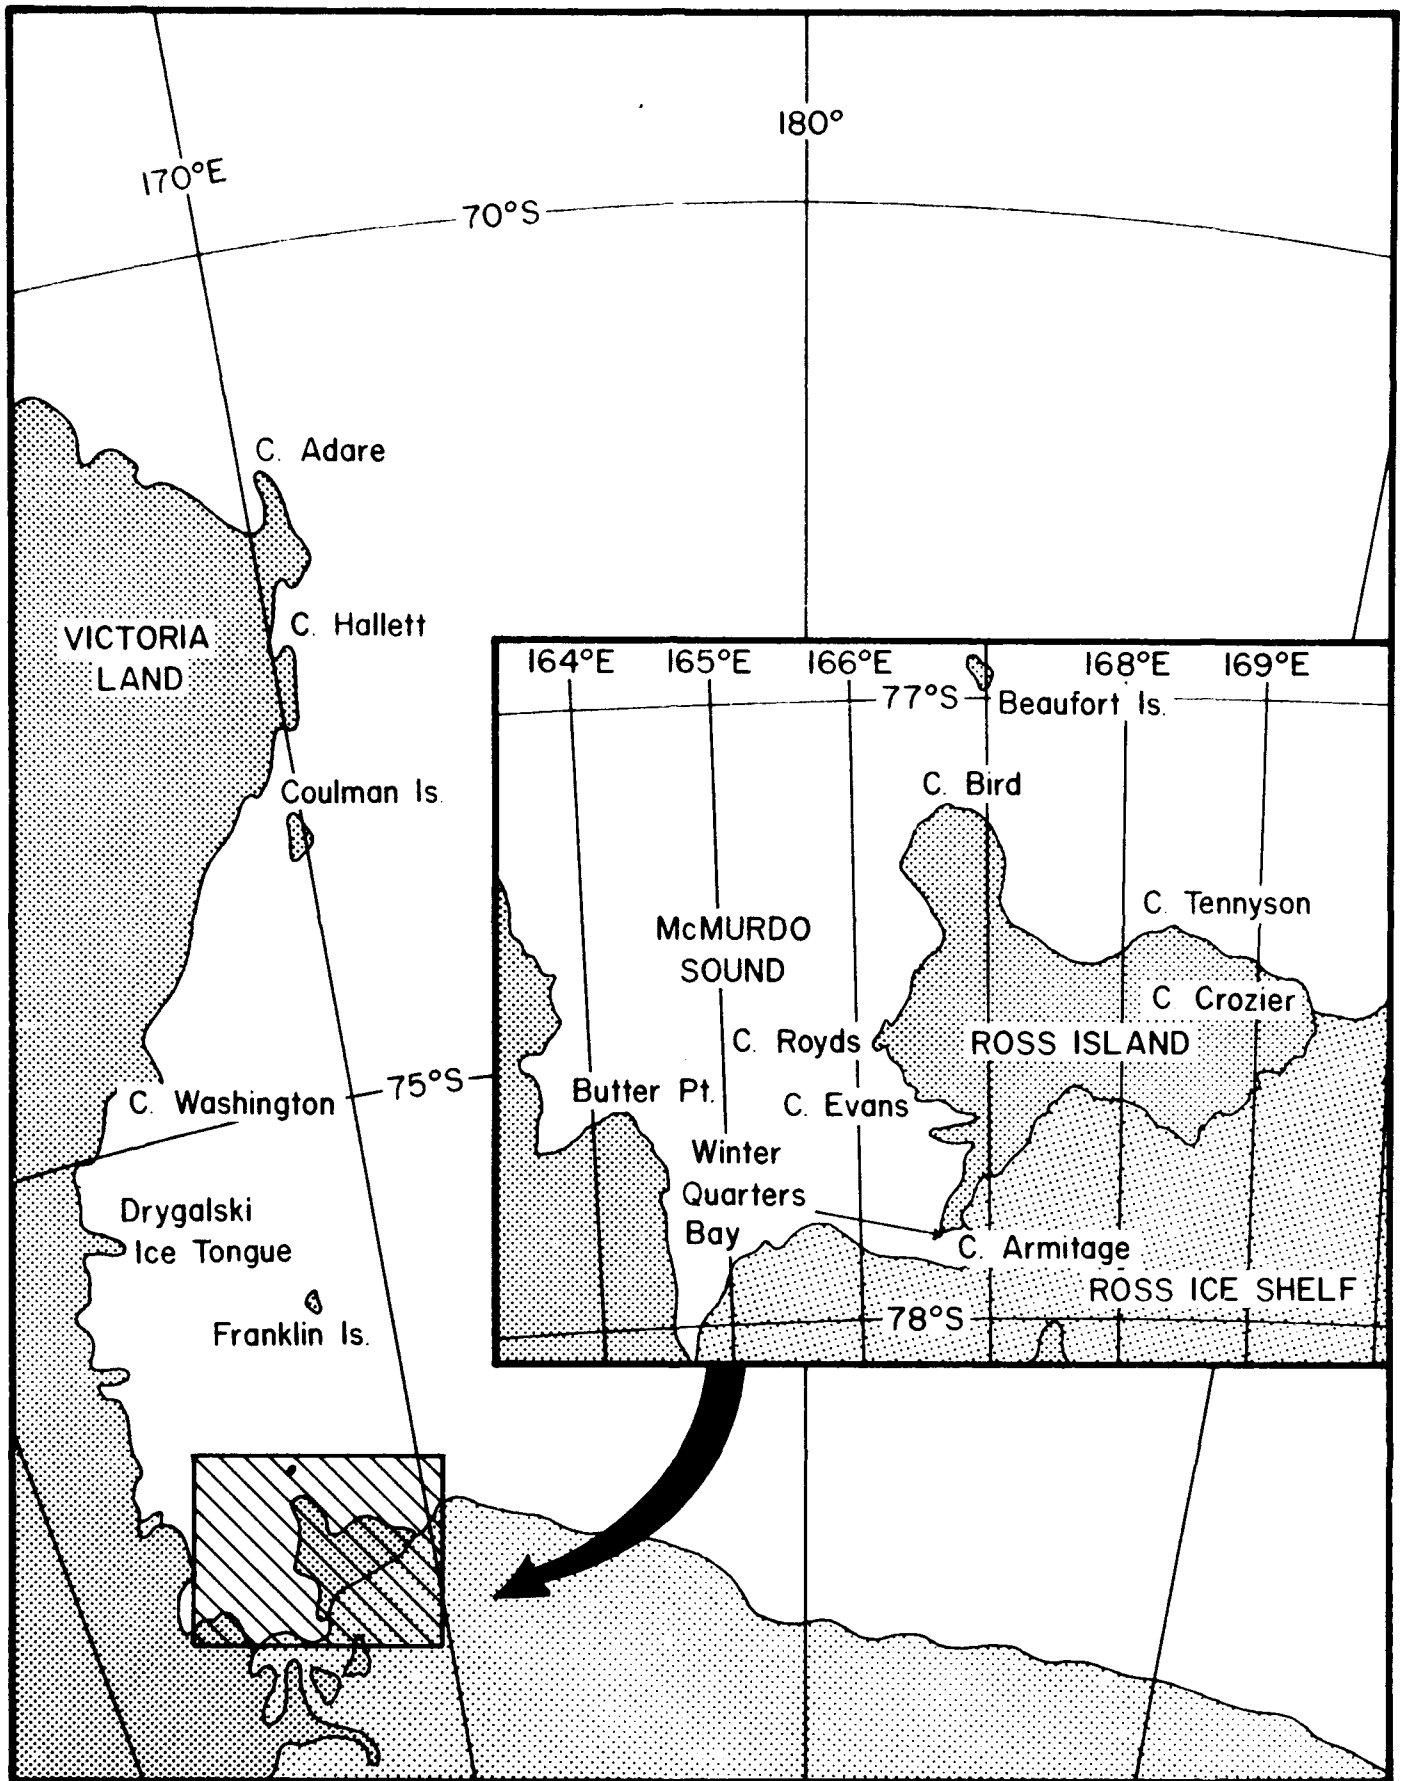 180°
170°E
70°S
C. Adare
C. Hallett
VICTORIA
LAND
Coulman Is.
C. Washington
75°S
Drygalski
Ice Tongue
Franklin Is.
164°E 165°E 166°E 168°E 169°E
77°S
Beaufort Is.
C. Bird
C. Tennyson
McMURDO
SOUND
C Crozier
C. Royds
ROSS ISLAND
Butter Pt.
C. Evans
Winter
Quarters
Bay
C. Armitage
ROSS ICE SHELF
78°S